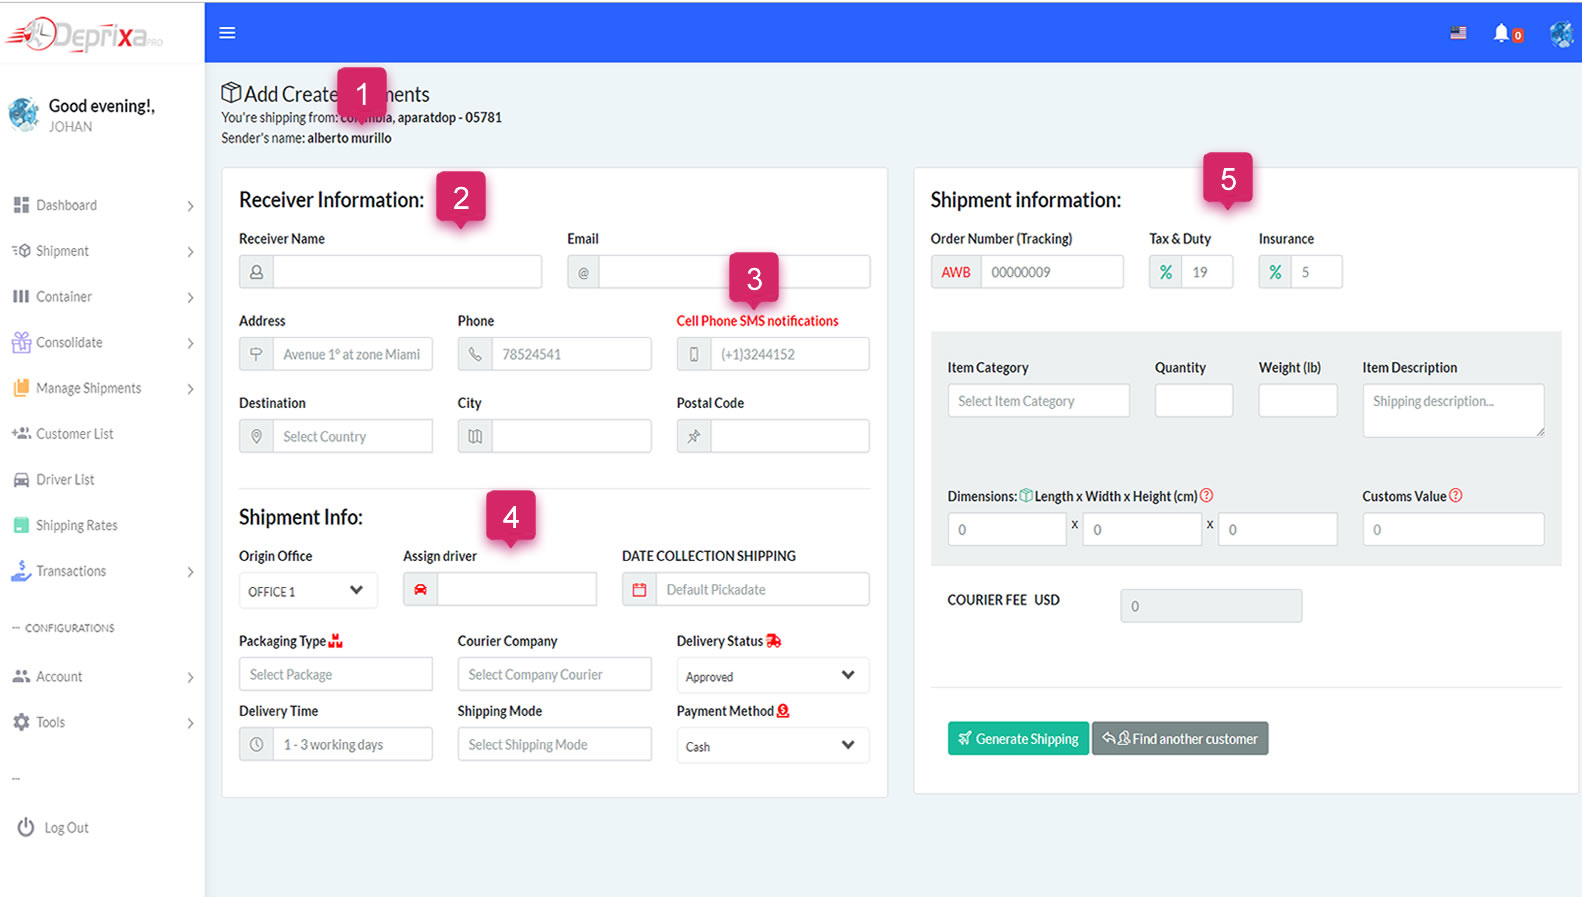 Deprixa PRO
0
Good evening!,
JOHAN
Dashboard
Shipment
Container
Consolidate
Manage Shipments
Customer List
Driver List
Shipping Rates
Transactions
CONFIGURATIONS
Account
Tools
Log Out
1
Add Create
You're shipping from: columbia, aparatdop - 05781
Sender's name: alberto murillo
Receiver Information:
2
Receiver Name
Email
@
3
Address
Phone
Cell Phone SMS notifications
Avenue 1° at zone Miami
78524541
(+1)3244152
Destination
City
Postal Code
Select Country
Shipment Info:
4
Origin Office
Assign driver
DATE COLLECTION SHIPPING
OFFICE 1
Default Pickadate
Packaging Type
Courier Company
Delivery Status
Select Package
Select Company Courier
Approved
Delivery Time
Shipping Mode
Payment Method
1 - 3 working days
Select Shipping Mode
Cash
Shipment information:
5
Order Number (Tracking)
Tax & Duty
Insurance
AWB 00000009
% 19
% 5
Item Category
Quantity
Weight (lb)
Item Description
Select Item Category
Shipping description...
Dimensions: Length x Width x Height (cm) ?
Customs Value ?
0 x 0 x 0
0
COURIER FEE USD
0
Generate Shipping
Find another customer